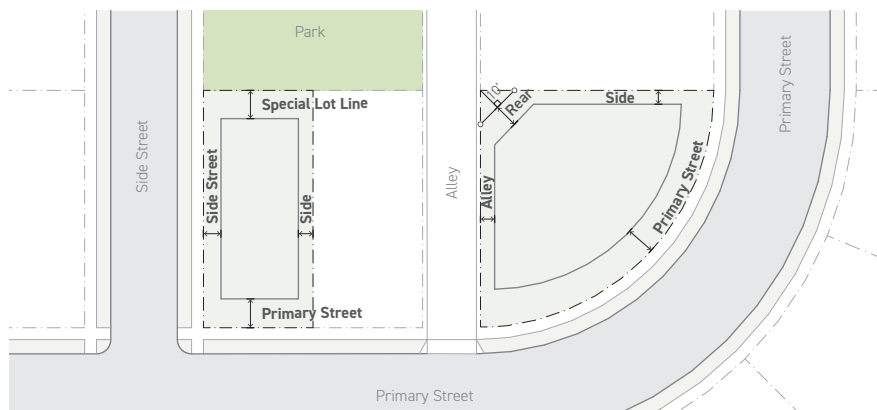 Park
Special Lot Line
Side Street
Side Street
Side
Primary Street
Alley
10'
Rear
Side
Alley
Primary Street
Primary Street
Primary Street